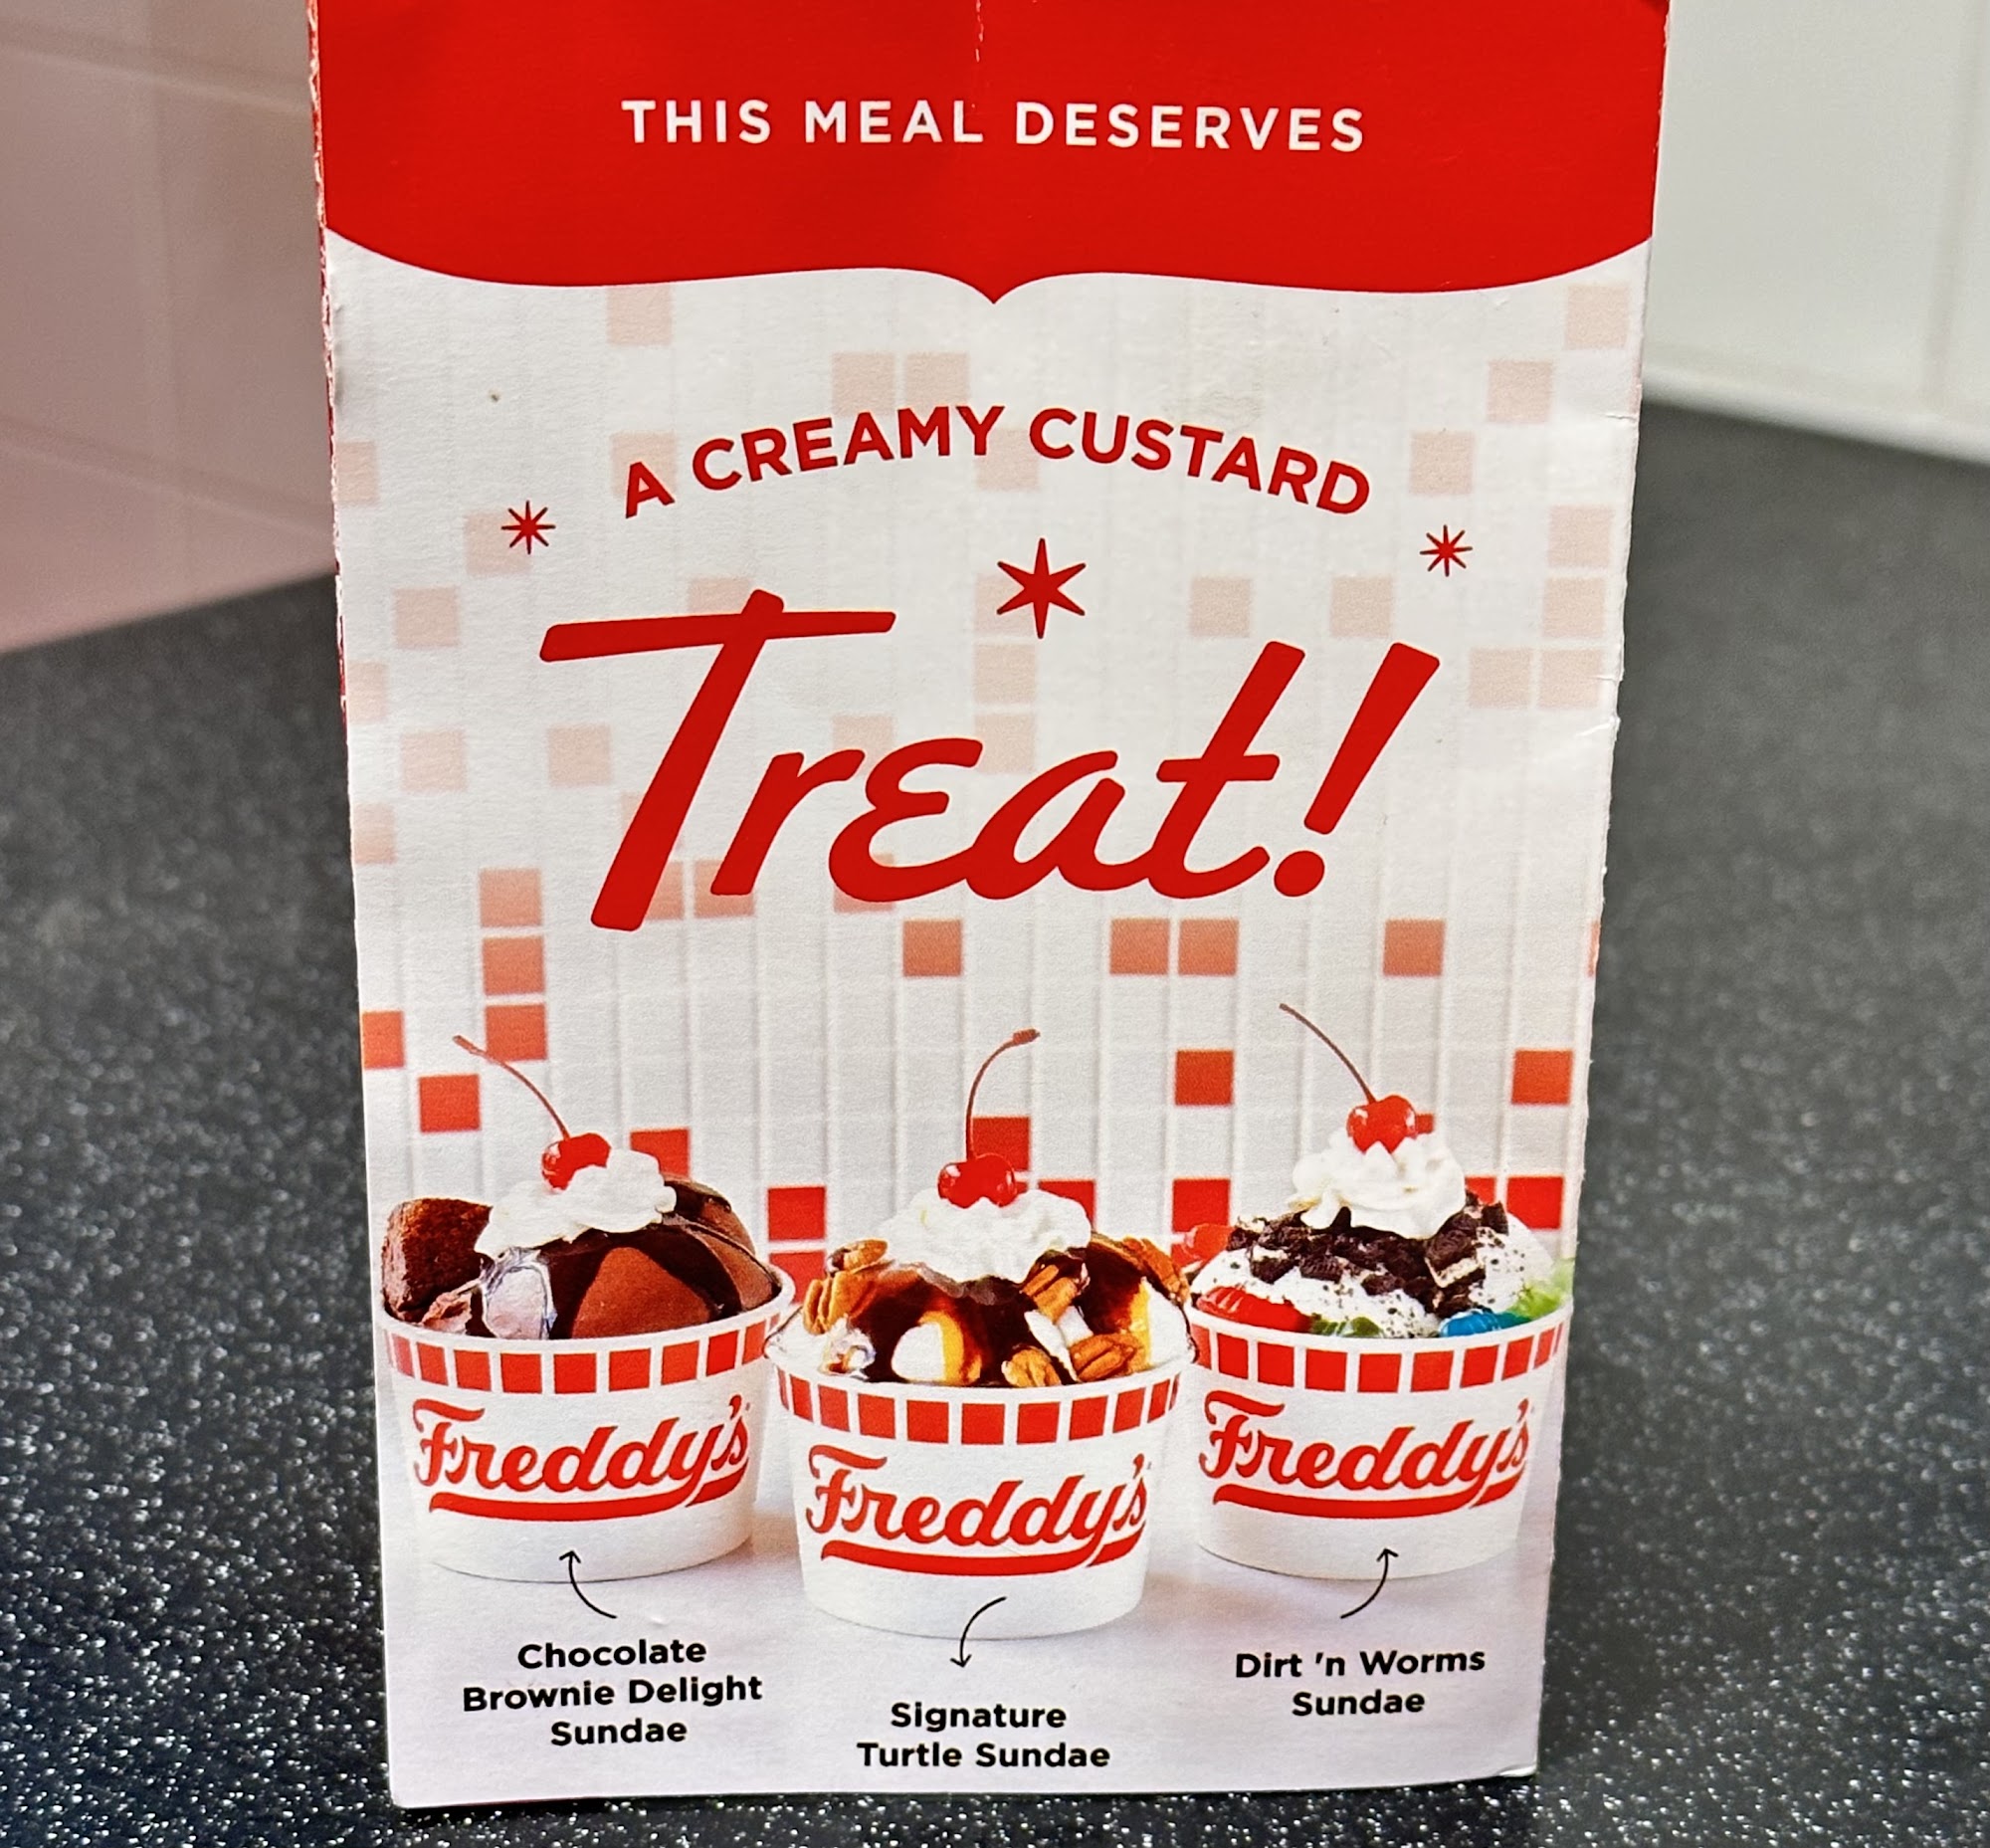 THIS MEAL DESERVES
A CREAMY CUSTARD
Treat!
Freddy's
Freddy's
Freddy's
Chocolate
Brownie Delight
Sundae
Signature
Turtle Sundae
Dirt 'n Worms
Sundae